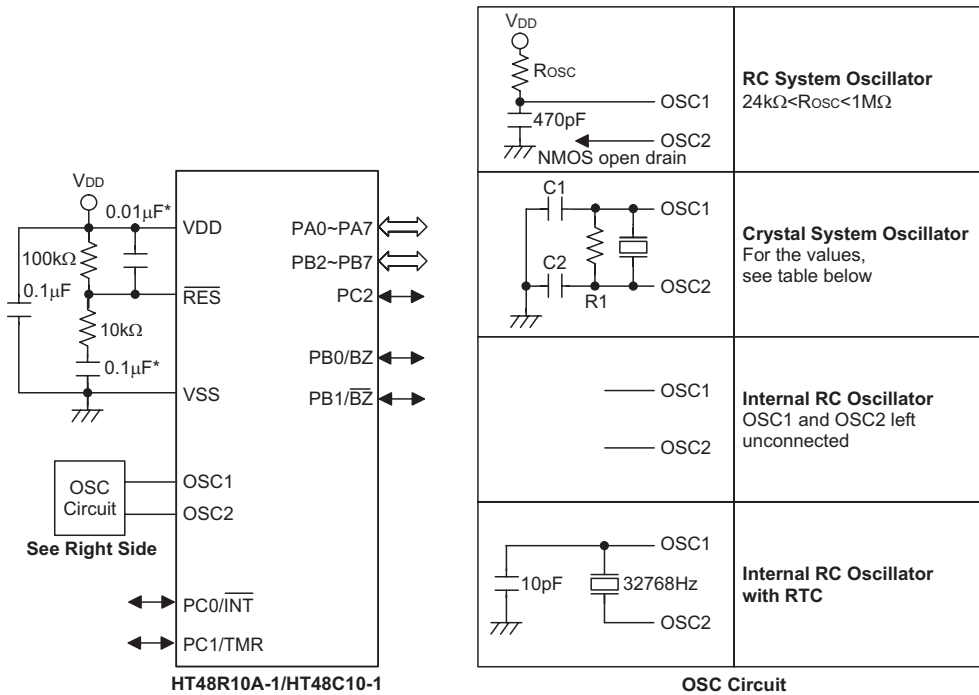 VDD
0.01μF*
100kΩ
0.1μF
10kΩ
0.1μF*
VDD
RES
VSS
OSC1
OSC2
PC0/INT
PC1/TMR
PA0~PA7
PB2~PB7
PC2
PB0/BZ
PB1/BZ
OSC
Circuit
See Right Side
HT48R10A-1/HT48C10-1
VDD
ROSC
OSC1
470pF
OSC2
NMOS open drain
RC System Oscillator
24kΩ<ROSC<1MΩ
C1
OSC1
C2
OSC2
R1
Crystal System Oscillator
For the values,
see table below
OSC1
OSC2
Internal RC Oscillator
OSC1 and OSC2 left
unconnected
OSC1
10pF
32768Hz
OSC2
Internal RC Oscillator
with RTC
OSC Circuit